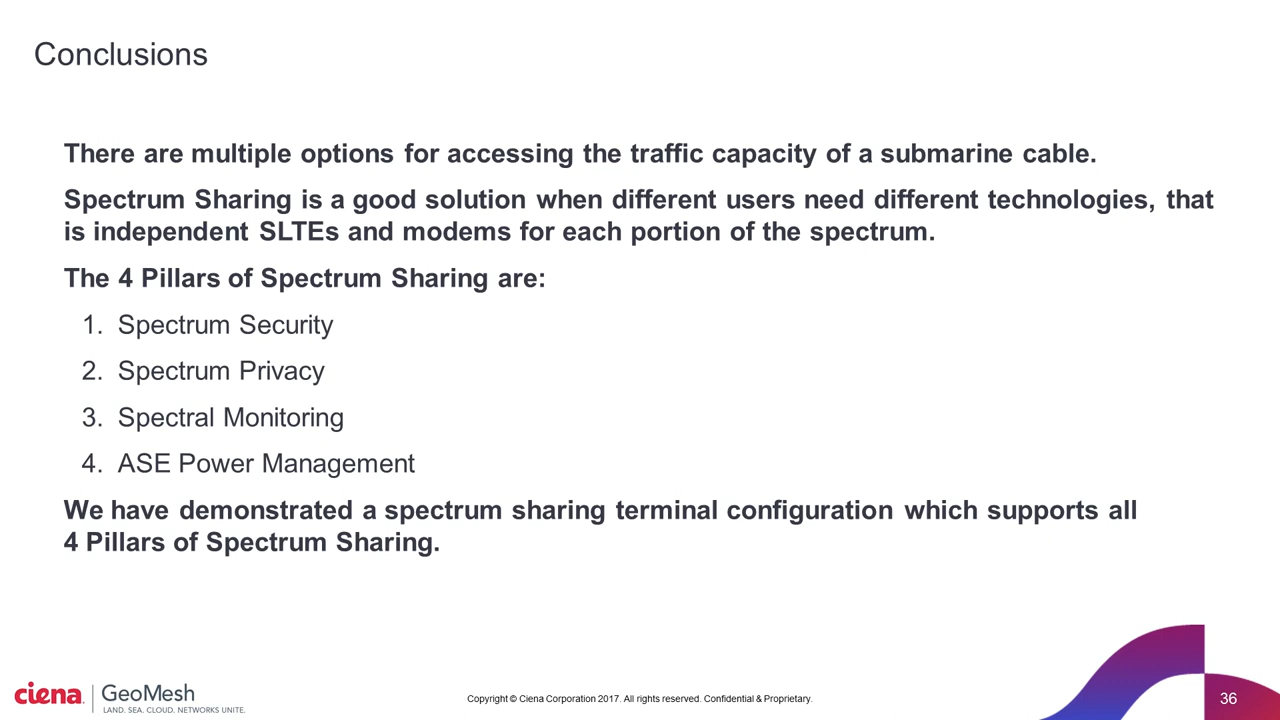 Conclusions
There are multiple options for accessing the traffic capacity of a submarine cable.
Spectrum Sharing is a good solution when different users need different technologies, that
is independent SLTEs and modems for each portion of the spectrum.
The 4 Pillars of Spectrum Sharing are:
1. Spectrum Security
2. Spectrum Privacy
3. Spectral Monitoring
4. ASE Power Management
We have demonstrated a spectrum sharing terminal configuration which supports all
4 Pillars of Spectrum Sharing.
ciena. GeoMesh
LAND. SEA. CLOUD. NETWORKS UNITE.
Copyright © Ciena Corporation 2017. All rights reserved. Confidential & Proprietary.
36